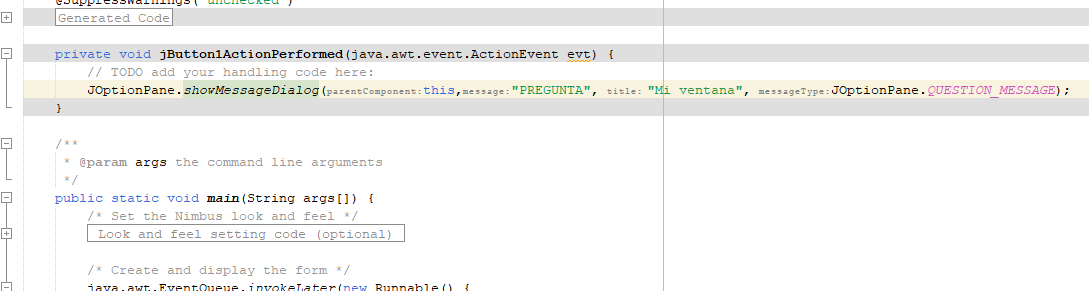 @SuppressWarnings("unchecked")
Generated Code
private void jButton1ActionPerformed(java.awt.event.ActionEvent evt) {
// TODO add your handling code here:
JOptionPane.showMessageDialog(parentComponent:this,message:"PREGUNTA", title: "Mi ventana", messageType:JOptionPane.QUESTION_MESSAGE);
}
/**
* @param args the command line arguments
*/
public static void main(String args[]) {
/* Set the Nimbus look and feel */
Look and feel setting code (optional)
/* Create and display the form */
java.awt.EventQueue.invokeLater(new Runnable() {